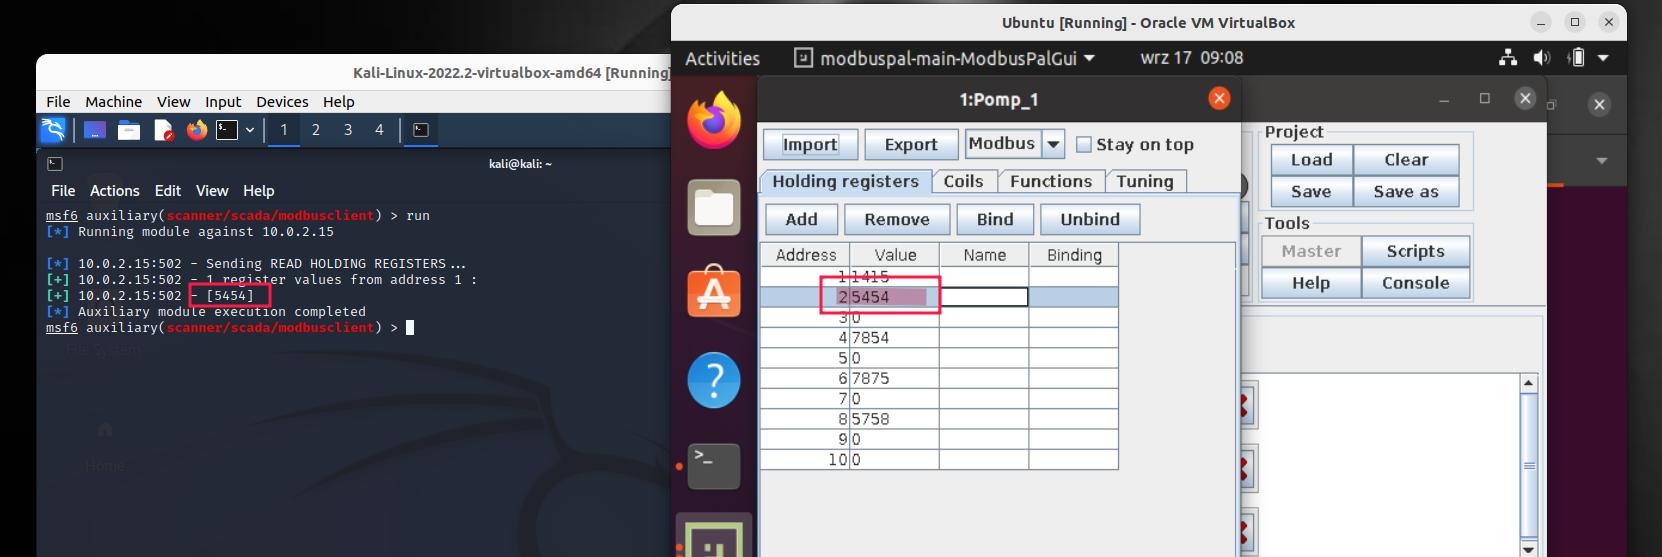 Kali-Linux-2022.2-virtualbox-amd64 [Running]
File Machine View Input Devices Help
1 2 3 4
kali@kali: ~
File Actions Edit View Help
msf6 auxiliary(scanner/scada/modbusclient) > run
[*] Running module against 10.0.2.15
[*] 10.0.2.15:502 - Sending READ HOLDING REGISTERS ...
[+] 10.0.2.15:502 - 1 register values from address 1 :
[+] 10.0.2.15:502 - [5454]
[*] Auxiliary module execution completed
msf6 auxiliary(scanner/scada/modbusclient) >
File System
Home
Ubuntu [Running] - Oracle VM VirtualBox
Activities modbuspal-main-ModbusPalGui wrz 17 09:08
1:Pomp_1
Import Export Modbus Stay on top
Holding registers Coils Functions Tuning
Add Remove Bind Unbind
Address Value Name Binding
1 1415
2 5454
3 0
4 7854
5 0
6 7875
7 0
8 5758
9 0
10 0
Project
Load Clear
Save Save as
Tools
Master Scripts
Help Console